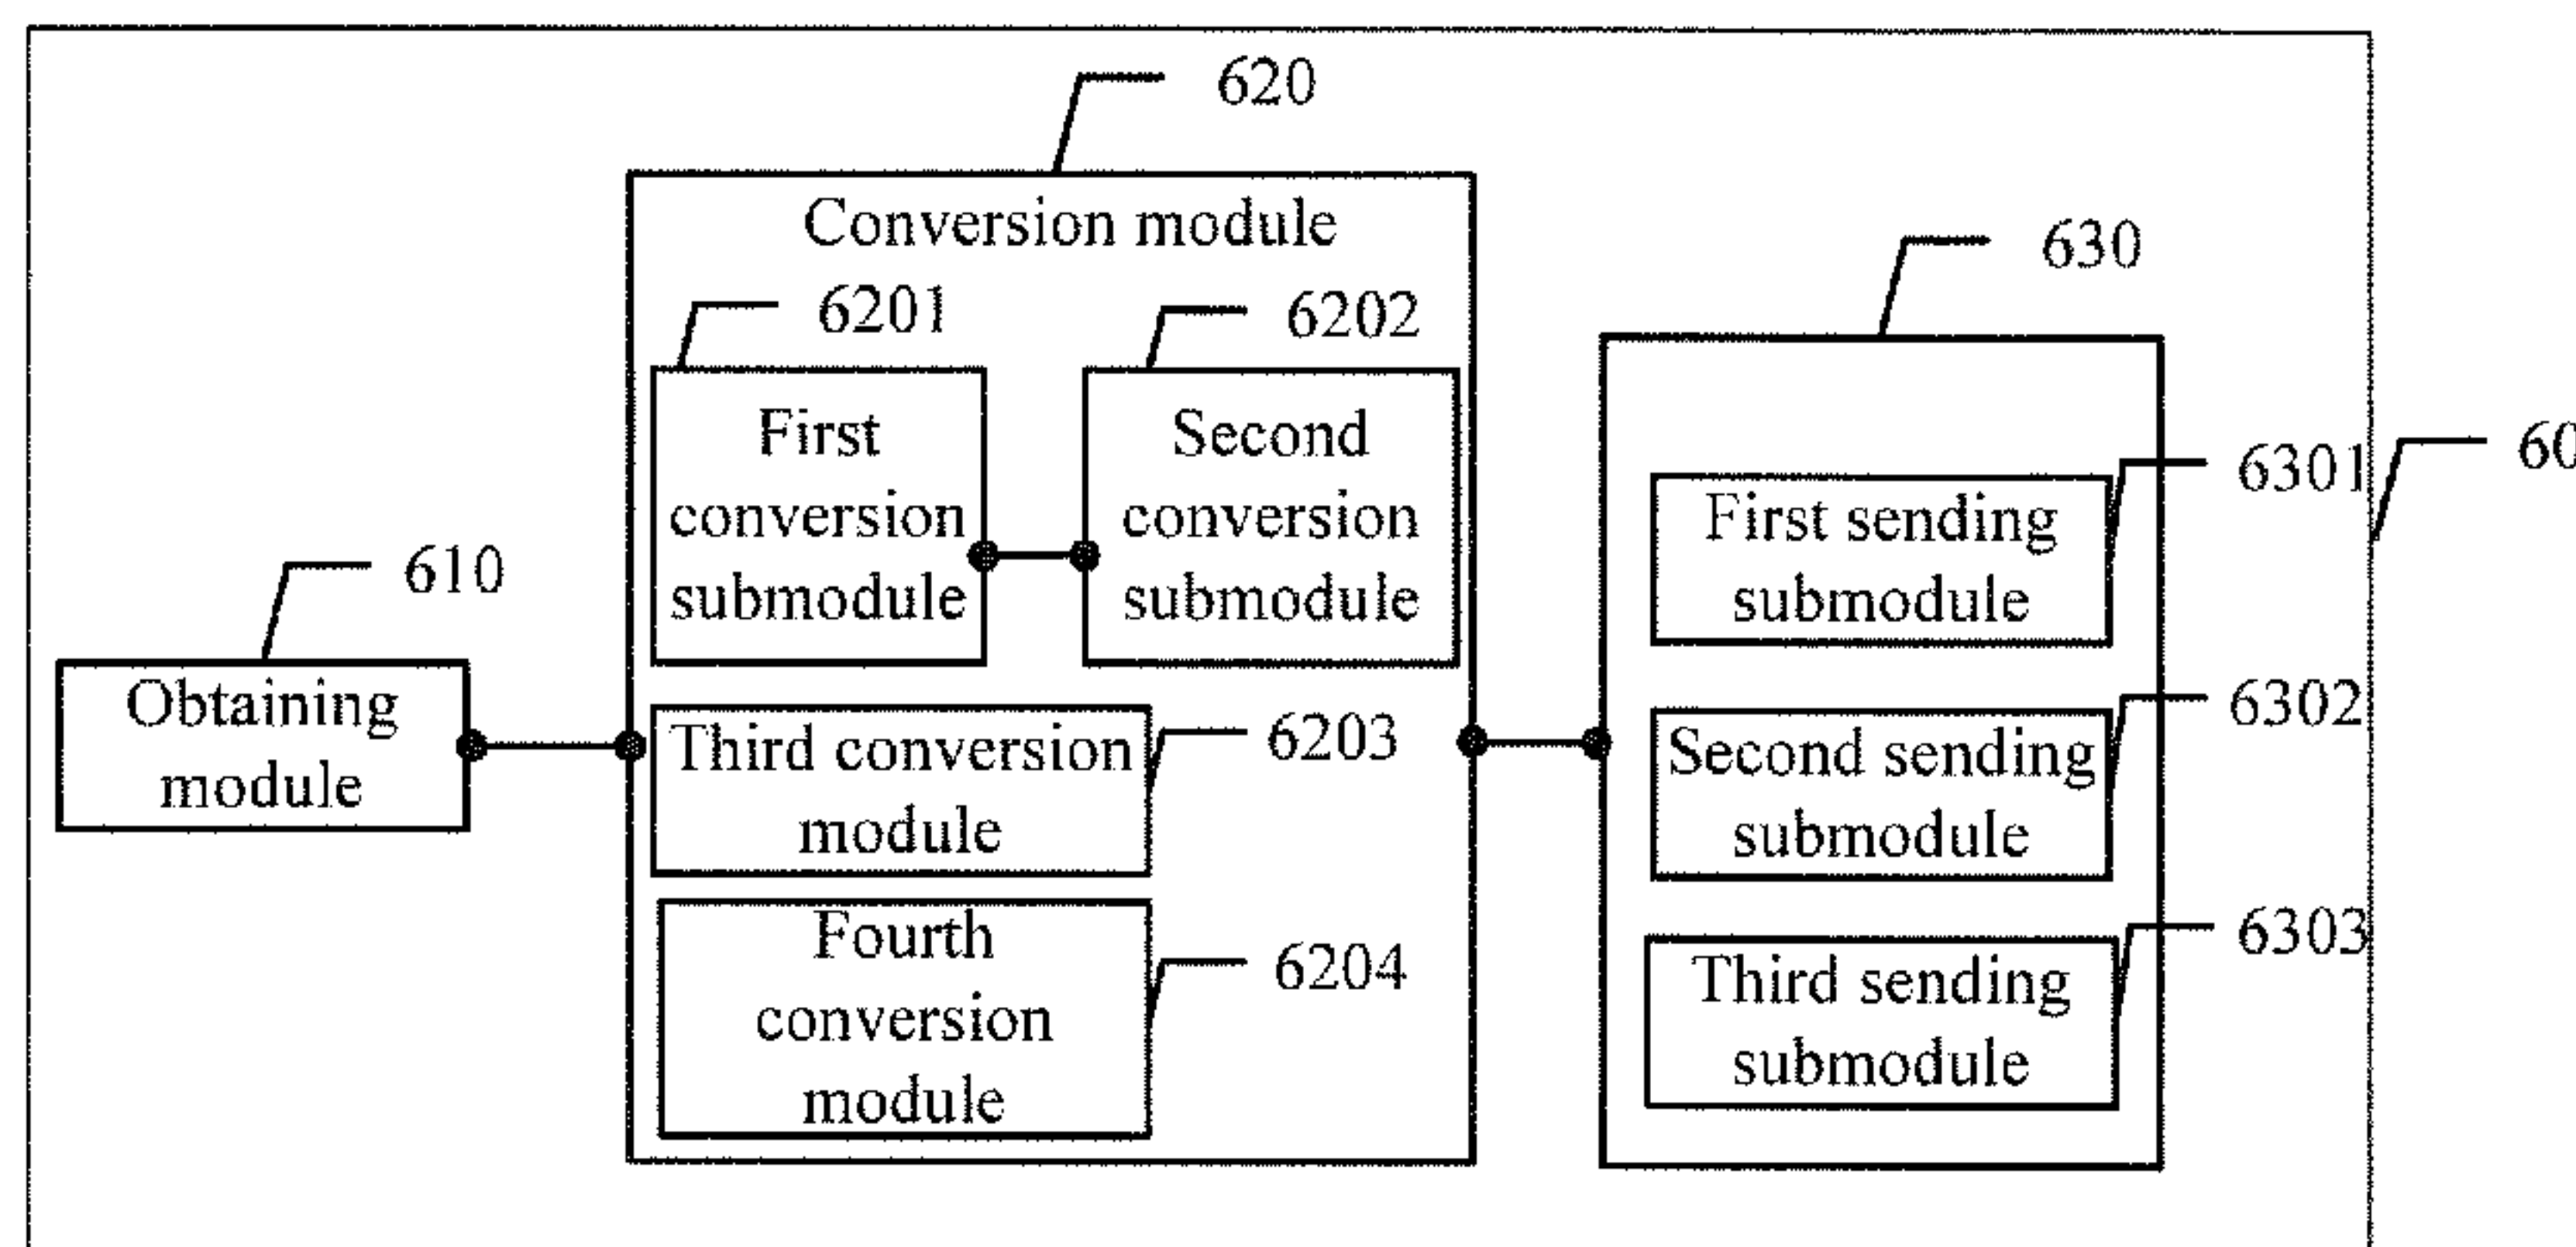 620
Conversion module
630
6201
6202
First
conversion
submodule
Second
conversion
submodule
60
6301
First sending
submodule
610
Obtaining
module
6203
Third conversion
module
6302
Second sending
submodule
6204
Fourth
conversion
module
6303
Third sending
submodule